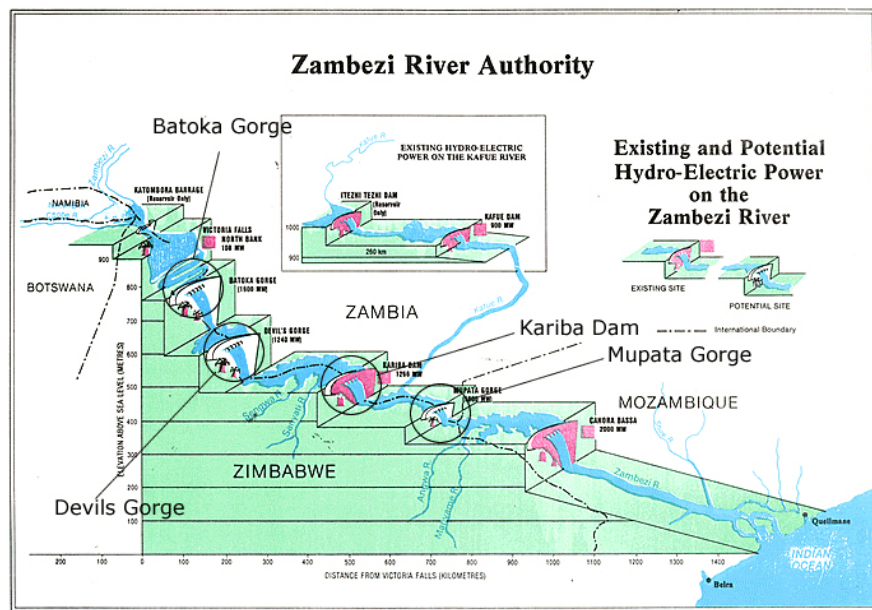 Zambezi River Authority
Batoka Gorge
EXISTING HYDRO-ELECTRIC
POWER ON THE KAFUE RIVER
Kafue R.
ITEZHI TEZHI DAM
(Reservoir
Only)
KAFUE DAM
900 MW
1000
900
260 km
Existing and Potential
Hydro-Electric Power
on the
Zambezi River
EXISTING SITE
POTENTIAL SITE
International Boundary
Zambezi R.
NAMIBIA
KATOMBORA BARRAGE
(Reservoir Only)
VICTORIA FALLS
NORTH BANK
108 MW
BOTSWANA
BATOKA GORGE
(1600 MW)
ZAMBIA
Kafue R.
DEVIL'S GORGE
(1240 MW)
Kariba Dam
Mupata Gorge
KARIBA DAM
MUPATA GORGE
MOZAMBIQUE
CAHORA BASSA
2000 MW
ZIMBABWE
Zambezi R.
Devils Gorge
Quelimane
INDIAN
OCEAN
Beira
ELEVATION ABOVE SEA LEVEL (METRES)
900
800
700
600
500
400
300
200
100
200
100
0
100
200
300
400
500
600
700
800
900
1000
1100
1200
1300
1400
DISTANCE FROM VICTORIA FALLS (KILOMETRES)